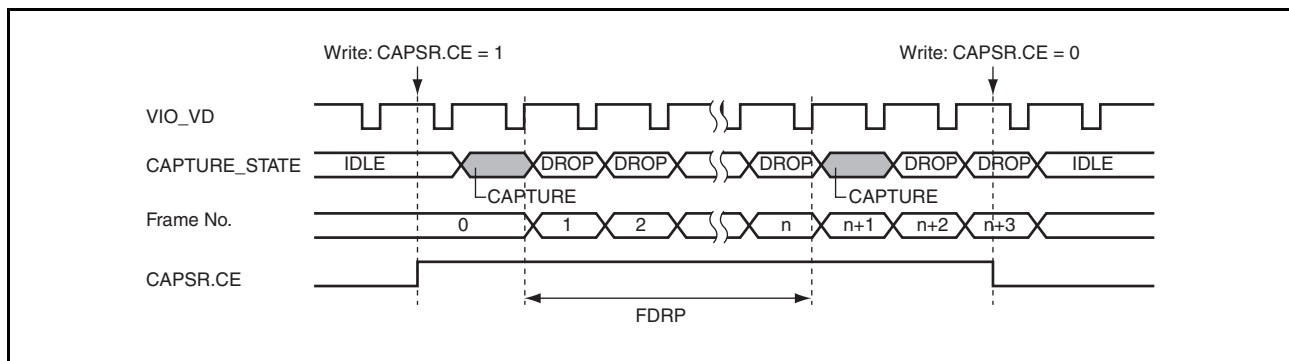 Write: CAPSR.CE = 1 Write: CAPSR.CE = 0
VIO_VD
CAPTURE_STATE IDLE DROP DROP DROP DROP DROP IDLE
CAPTURE CAPTURE
Frame No. 0 1 2 n n+1 n+2 n+3
CAPSR.CE
FDRP